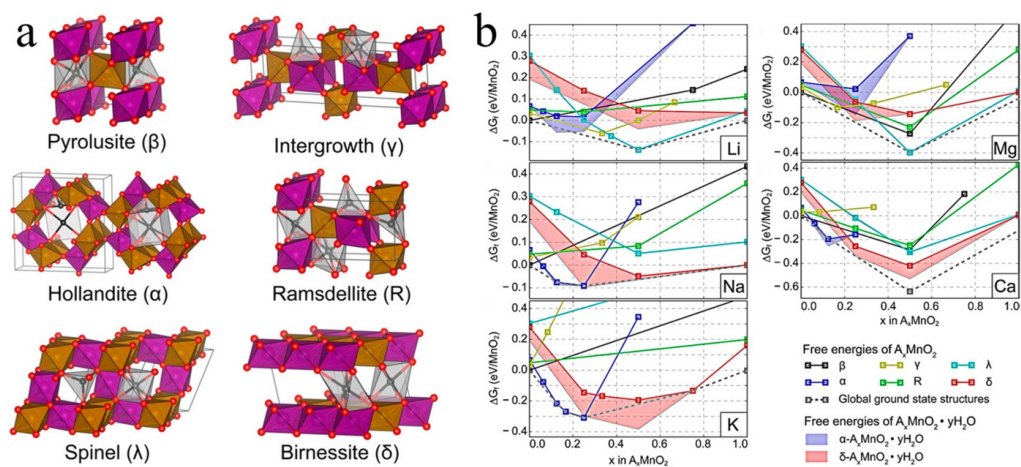 a
Pyrolusite (β)
Intergrowth (γ)
Hollandite (α)
Ramsdellite (R)
Spinel (λ)
Birnessite (δ)
b
ΔGf (eV/MnO2)
0.4
0.3
0.2
0.1
0.0
−0.1
Li
ΔGf (eV/MnO2)
0.4
0.2
0.0
−0.2
−0.4
Mg
ΔGf (eV/MnO2)
0.4
0.3
0.2
0.1
0.0
−0.1
Na
ΔGf (eV/MnO2)
0.4
0.2
0.0
−0.2
−0.4
−0.6
Ca
0.0 0.2 0.4 0.6 0.8 1.0
x in AxMnO2
ΔGf (eV/MnO2)
0.4
0.3
0.2
0.1
0.0
−0.1
−0.2
−0.3
−0.4
K
0.0 0.2 0.4 0.6 0.8 1.0
x in AxMnO2
Free energies of AxMnO2
β γ λ
α R δ
Global ground state structures
Free energies of AxMnO2 • yH2O
α-AxMnO2 • yH2O
δ-AxMnO2 • yH2O